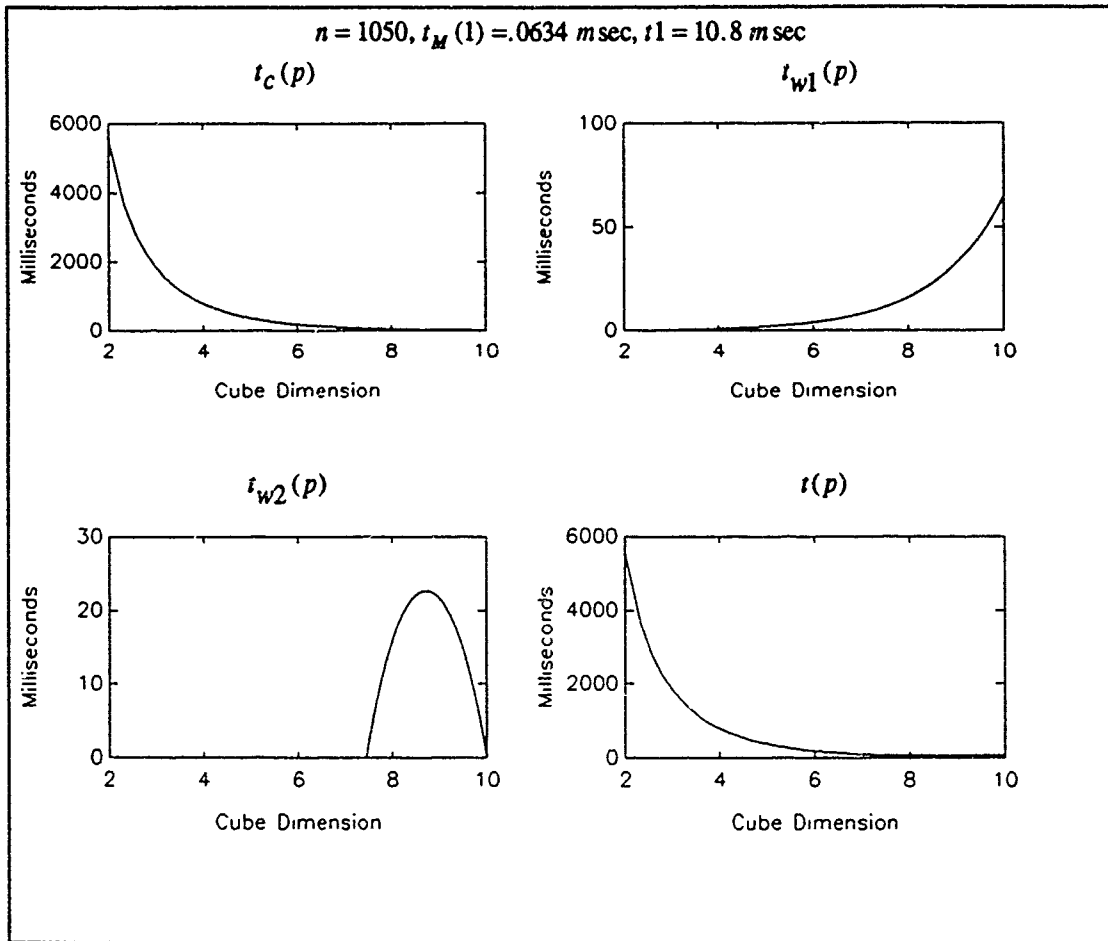 n = 1050, t_M (1) =.0634 m sec, t1 = 10.8 m sec
t_c (p)
6000
4000
2000
0
Milliseconds
2 4 6 8 10
Cube Dimension
t_w1 (p)
100
50
0
Milliseconds
2 4 6 8 10
Cube Dimension
t_w2 (p)
30
20
10
0
Milliseconds
2 4 6 8 10
Cube Dimension
t(p)
6000
4000
2000
0
Milliseconds
2 4 6 8 10
Cube Dimension